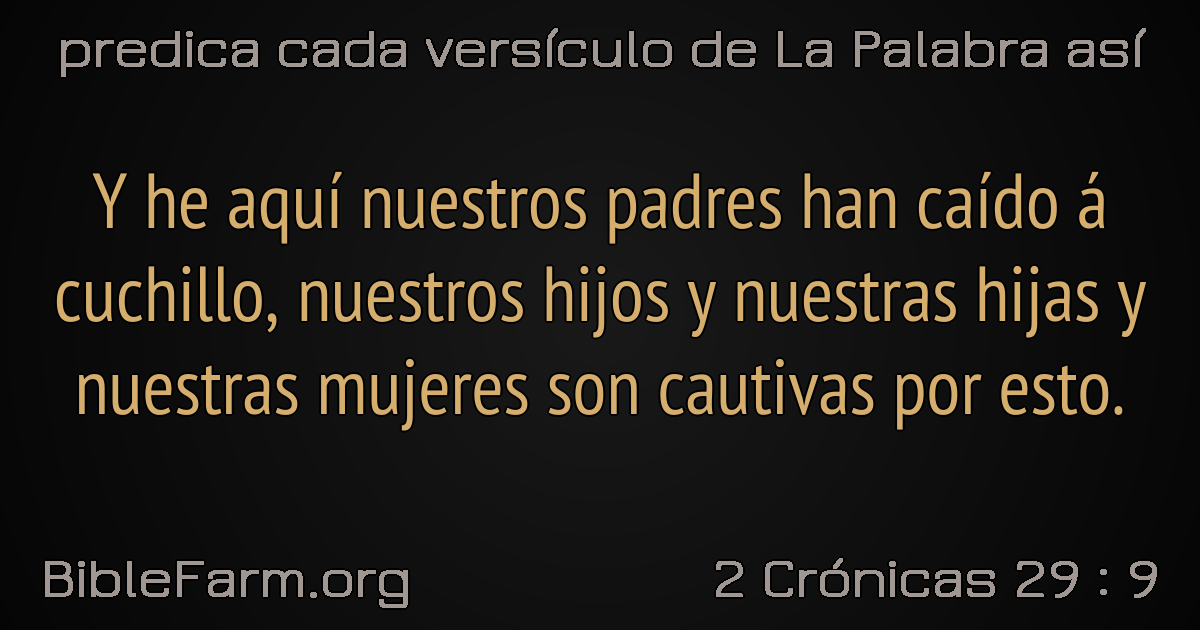 predica cada versículo de La Palabra así
Y he aquí nuestros padres han caído á
cuchillo, nuestros hijos y nuestras hijas y
nuestras mujeres son cautivas por esto.
BibleFarm.org
2 Crónicas 29 : 9